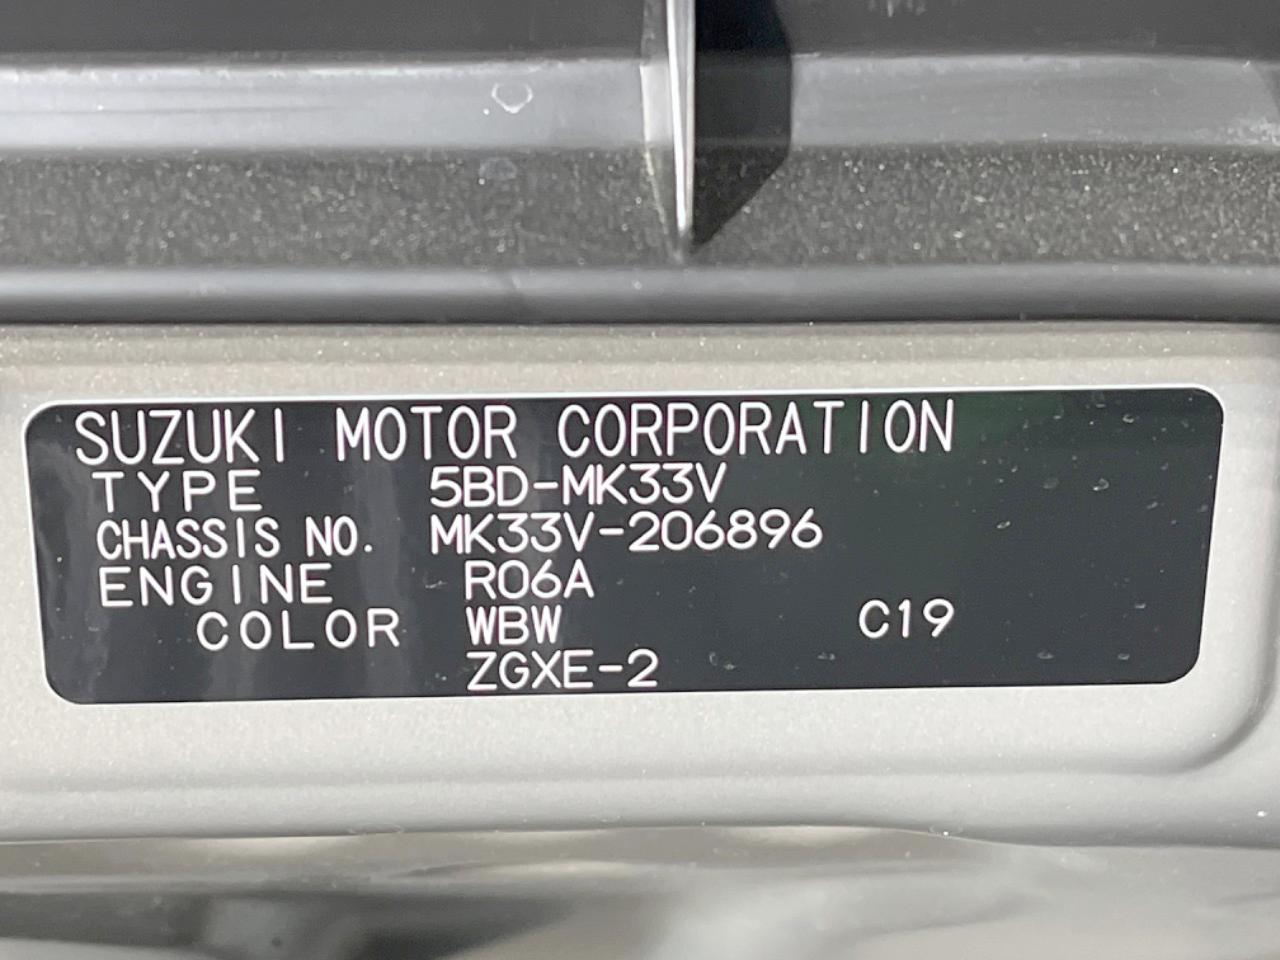 SUZUKI MOTOR CORPORATION
TYPE 5BD-MK33V
CHASSIS NO. MK33V-206896
ENGINE R06A
COLOR WBW C19
ZGXE-2